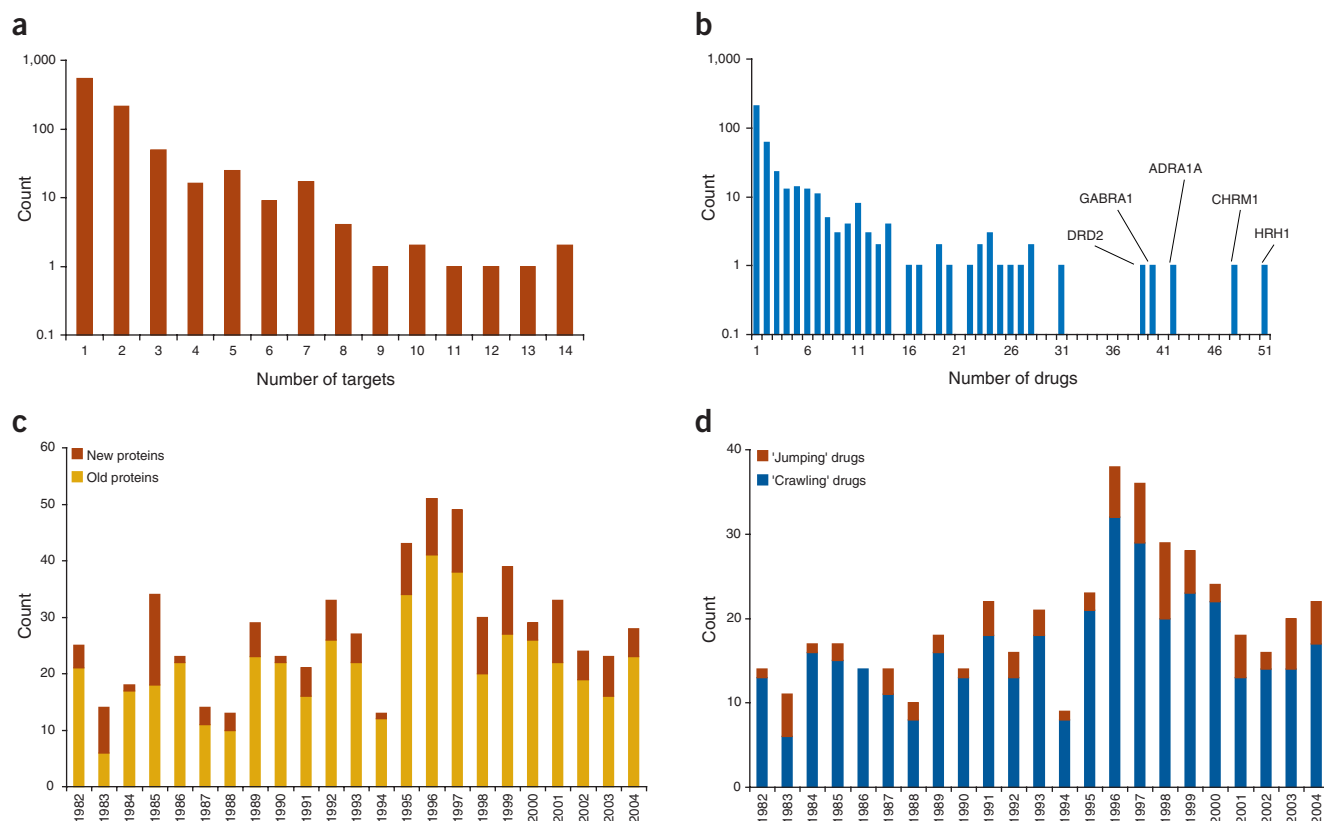 a
1,000
100
10
1
0.1
Count
1 2 3 4 5 6 7 8 9 10 11 12 13 14
Number of targets
b
1,000
100
10
1
0.1
Count
DRD2
GABRA1
ADRA1A
CHRM1
HRH1
1 6 11 16 21 26 31 36 41 46 51
Number of drugs
c
60
50
40
30
20
10
0
Count
New proteins
Old proteins
1982 1983 1984 1985 1986 1987 1988 1989 1990 1991 1992 1993 1994 1995 1996 1997 1998 1999 2000 2001 2002 2003 2004
d
40
30
20
10
0
Count
'Jumping' drugs
'Crawling' drugs
1982 1983 1984 1985 1986 1987 1988 1989 1990 1991 1992 1993 1994 1995 1996 1997 1998 1999 2000 2001 2002 2003 2004